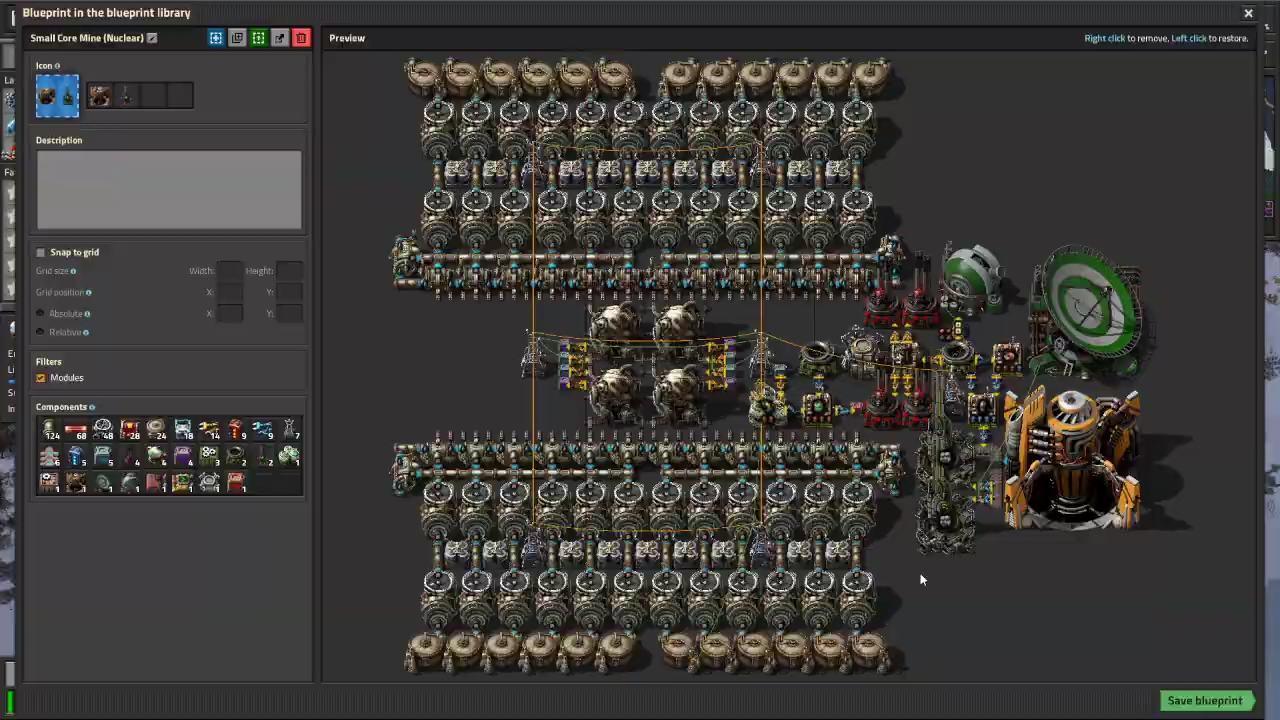 Blueprint in the blueprint library
Small Core Mine (Nuclear)
Preview
Right click to remove, Left click to restore.
Icon
Description
Snap to grid
Grid size
Width:
Height:
Grid position
X:
Y:
Absolute
X:
Y:
Relative
Filters
Modules
Components
124 68 48 28 24 18 14 9 9 7
6 5 5 4 4 4 3 2 2 1
1 1 1 1 1 1 1 1
Save blueprint